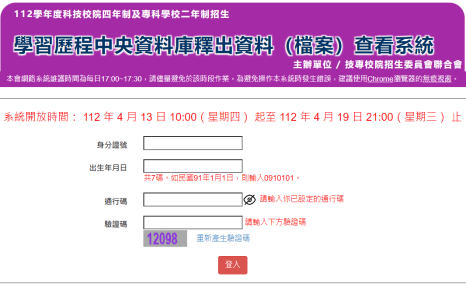 112學年度科技校院四年制及專科學校二年制招生
學習歷程中央資料庫釋出資料（檔案）查看系統
主辦單位 / 技專校院招生委員會聯合會
本會網路系統維護時間為每日17:00~17:30，請儘量避免於該時段作業。為避免操作本系統時發生錯誤，建議使用Chrome瀏覽器的無痕視窗。
系統開放時間： 112 年 4 月 13 日 10:00 ( 星期四 ) 起至 112 年 4 月 19 日 21:00 ( 星期三 ) 止
身分證號
出生年月日
共7碼，如民國91年1月1日，則輸入0910101。
通行碼 請輸入你已設定的通行碼
驗證碼 請輸入下方驗證碼
12098 重新產生驗證碼
登入